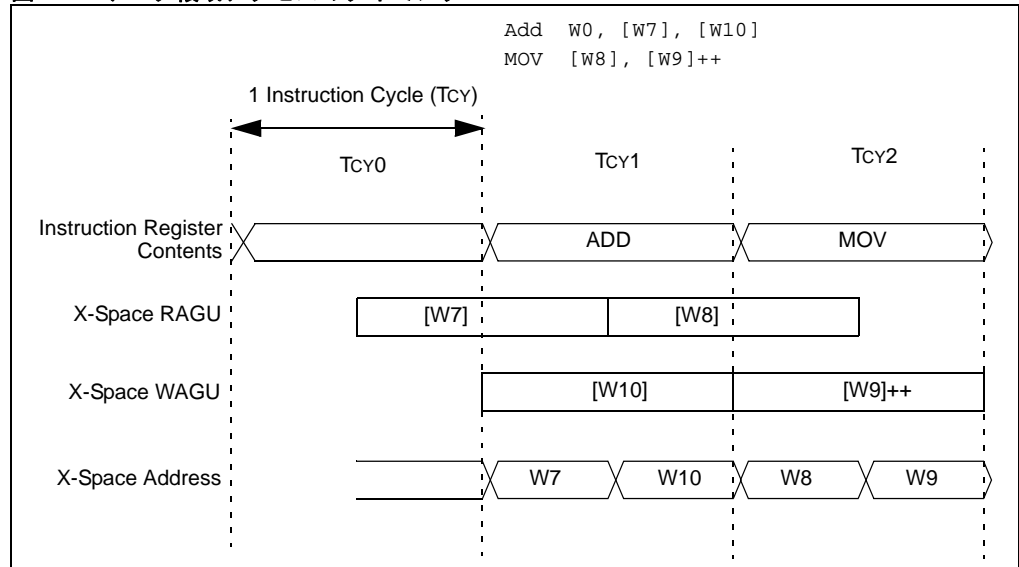 Add W0, [W7], [W10]
MOV [W8], [W9]++
1 Instruction Cycle (TCY)
TCY0
TCY1
TCY2
Instruction Register
Contents
ADD
MOV
X-Space RAGU
[W7]
[W8]
X-Space WAGU
[W10]
[W9]++
X-Space Address
W7
W10
W8
W9